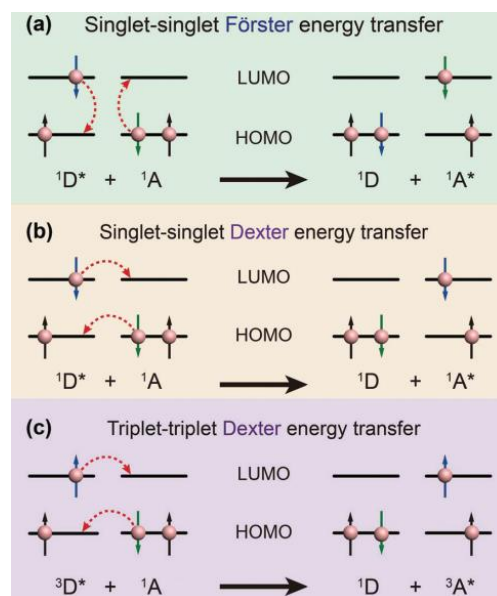 (a) Singlet-singlet Förster energy transfer
LUMO
HOMO
¹D* + ¹A ¹D + ¹A*
(b) Singlet-singlet Dexter energy transfer
LUMO
HOMO
¹D* + ¹A ¹D + ¹A*
(c) Triplet-triplet Dexter energy transfer
LUMO
HOMO
³D* + ¹A ¹D + ³A*